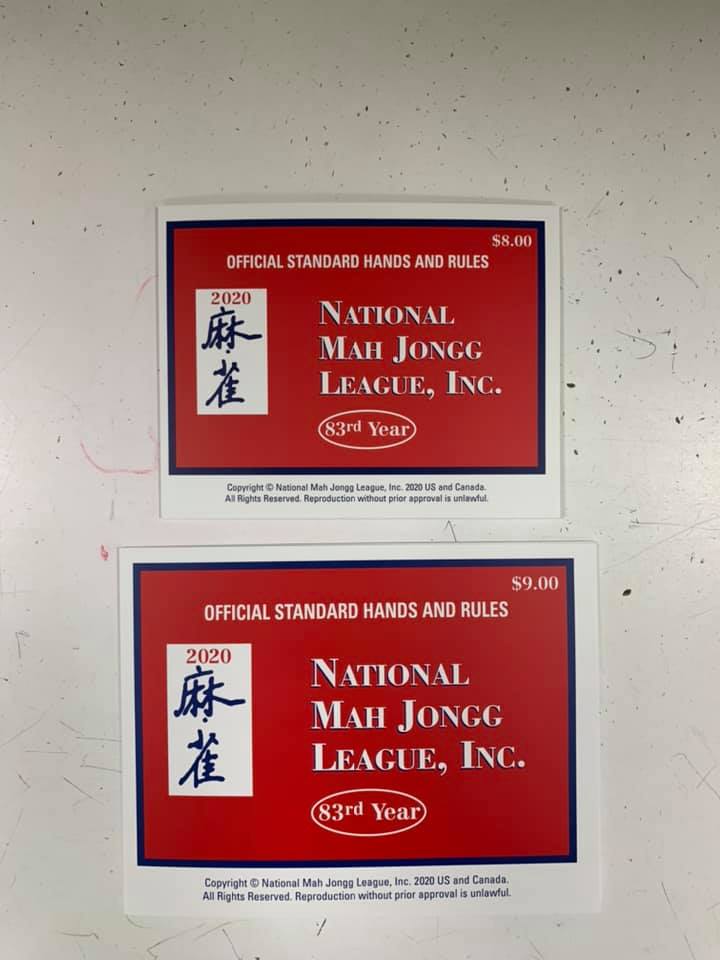 $8.00
OFFICIAL STANDARD HANDS AND RULES
2020
麻
雀
NATIONAL
MAH JONGG
LEAGUE, INC.
83rd Year
Copyright © National Mah Jongg League, Inc. 2020 US and Canada.
All Rights Reserved. Reproduction without prior approval is unlawful.
$9.00
OFFICIAL STANDARD HANDS AND RULES
2020
麻
雀
NATIONAL
MAH JONGG
LEAGUE, INC.
83rd Year
Copyright © National Mah Jongg League, Inc. 2020 US and Canada.
All Rights Reserved. Reproduction without prior approval is unlawful.